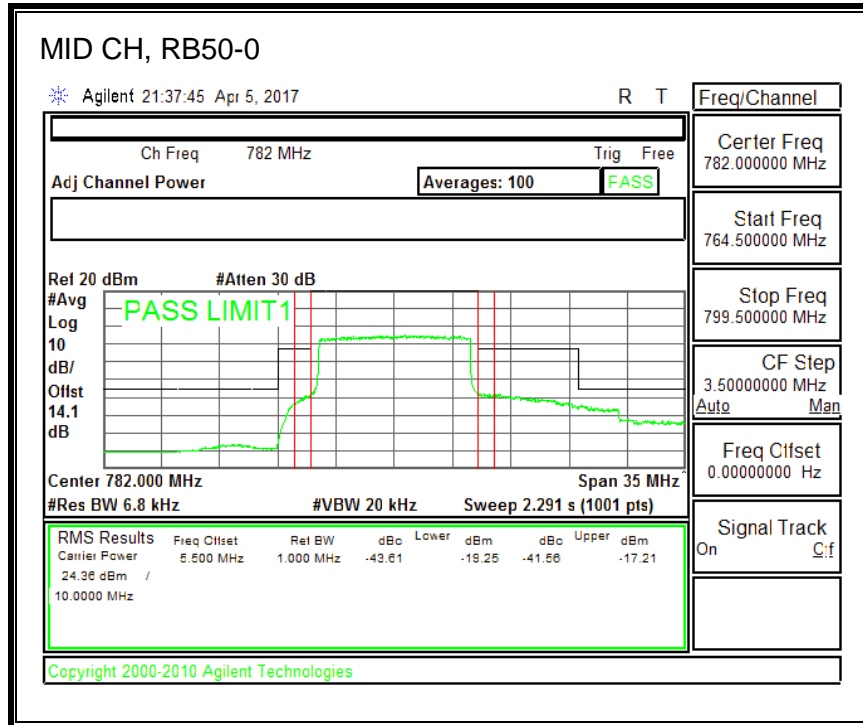 MID CH, RB50-0
Agilent 21:37:45 Apr 5, 2017 R T
Freq/Channel
Ch Freq 782 MHz Trig Free
Adj Channel Power Averages: 100 PASS
Center Freq
782.000000 MHz
Start Freq
764.500000 MHz
Stop Freq
799.500000 MHz
CF Step
3.50000000 MHz
Auto Man
Freq Offset
0.00000000 Hz
Signal Track
On Off
Ref 20 dBm #Atten 30 dB
#Avg
Log
10
dB/
Offst
14.1
dB
PASS LIMIT1
Center 782.000 MHz Span 35 MHz
#Res BW 6.8 kHz #VBW 20 kHz Sweep 2.291 s (1001 pts)
RMS Results Freq Offset Ref BW dBc Lower dBm dBc Upper dBm
Carrier Power 5.500 MHz 1.000 MHz -43.61 -19.25 -41.56 -17.21
24.36 dBm /
10.0000 MHz
Copyright 2000-2010 Agilent Technologies